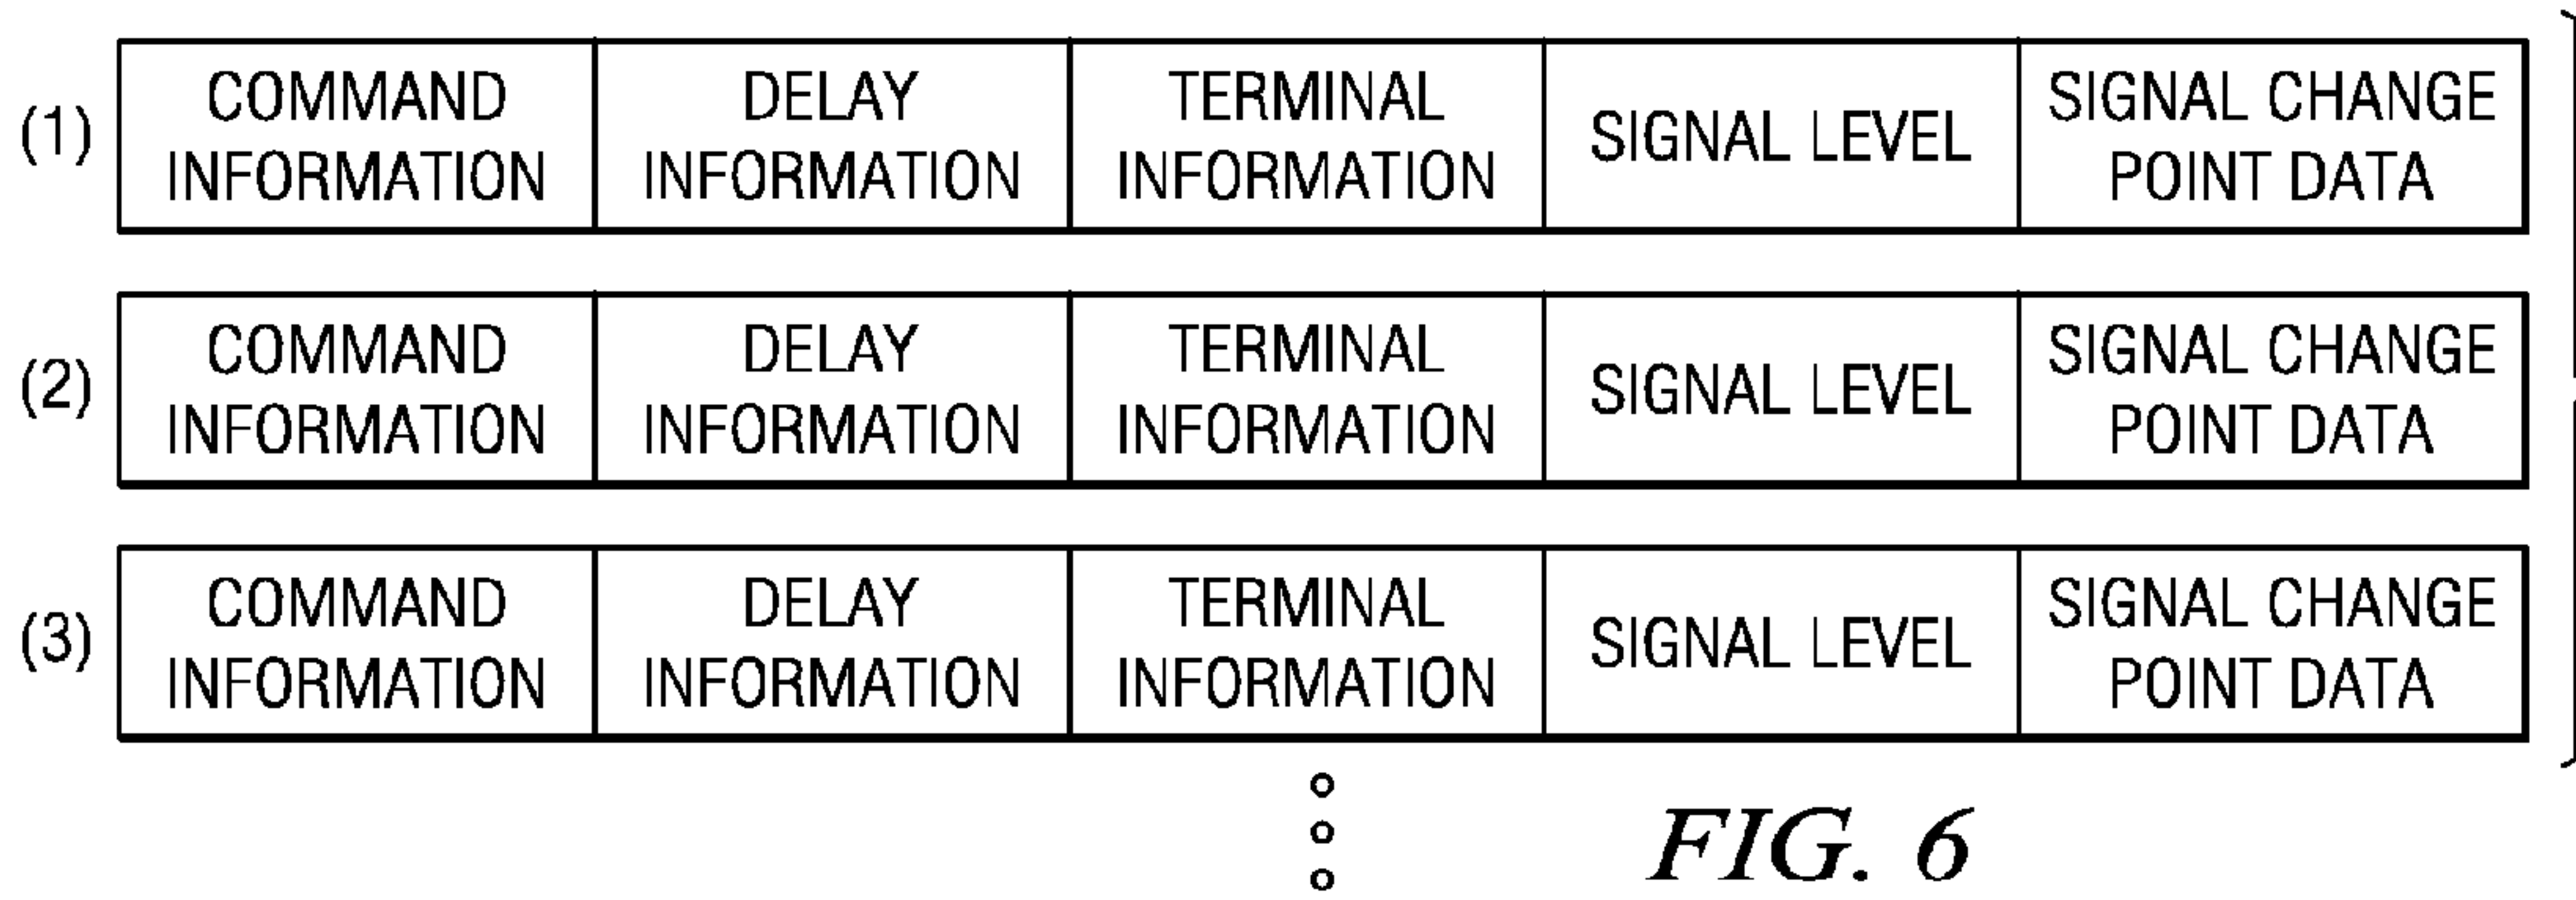 (1)
COMMAND INFORMATION
DELAY INFORMATION
TERMINAL INFORMATION
SIGNAL LEVEL
SIGNAL CHANGE POINT DATA
(2)
COMMAND INFORMATION
DELAY INFORMATION
TERMINAL INFORMATION
SIGNAL LEVEL
SIGNAL CHANGE POINT DATA
(3)
COMMAND INFORMATION
DELAY INFORMATION
TERMINAL INFORMATION
SIGNAL LEVEL
SIGNAL CHANGE POINT DATA
FIG. 6